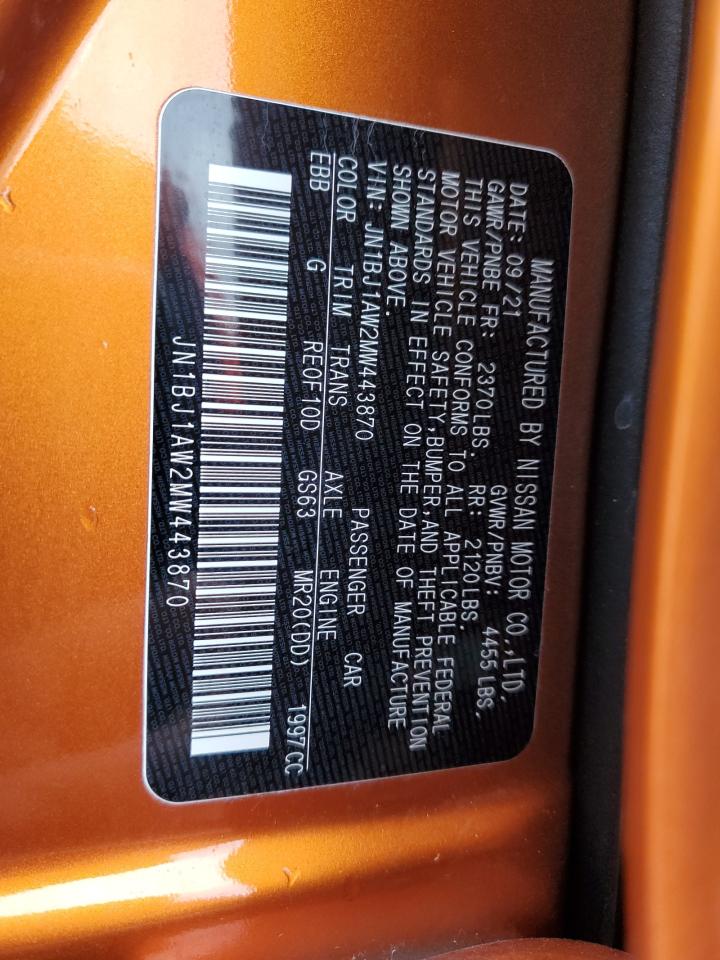 MANUFACTURED BY NISSAN MOTOR CO.,LTD.
DATE: 09/21 GVWR/PNBV: 4455 LBS,
GAWR/PNBE FR: 2370LBS. RR: 2120LBS
THIS VEHICLE CONFORMS TO ALL APPLICABLE FEDERAL
MOTOR VEHICLE SAFETY,BUMPER,AND THEFT PREVENTION
STANDARDS IN EFFECT ON THE DATE OF MANUFACTURE
SHOWN ABOVE.
VIN: JN1BJ1AW2MW443870 PASSENGER CAR
COLOR TRIM TRANS AXLE ENGINE
EBB G RE0F10D GS63 MR20(DD) 1997CC
JN1BJ1AW2MW443870